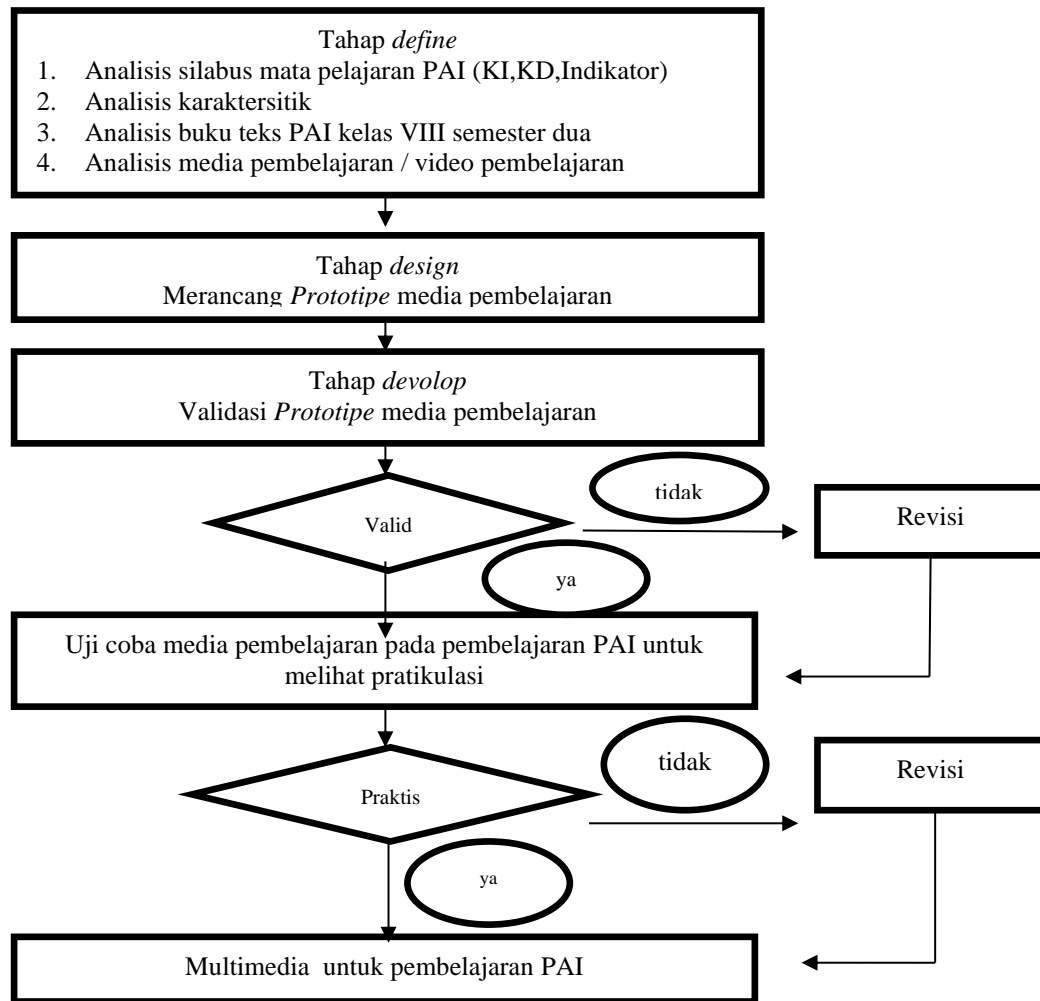 Tahap define
1. Analisis silabus mata pelajaran PAI (KI,KD,Indikator)
2. Analisis karaktersitik
3. Analisis buku teks PAI kelas VIII semester dua
4. Analisis media pembelajaran / video pembelajaran
Tahap design
Merancang Prototipe media pembelajaran
Tahap devolop
Validasi Prototipe media pembelajaran
Valid
tidak
Revisi
ya
Uji coba media pembelajaran pada pembelajaran PAI untuk
melihat pratikulasi
Praktis
tidak
Revisi
ya
Multimedia untuk pembelajaran PAI